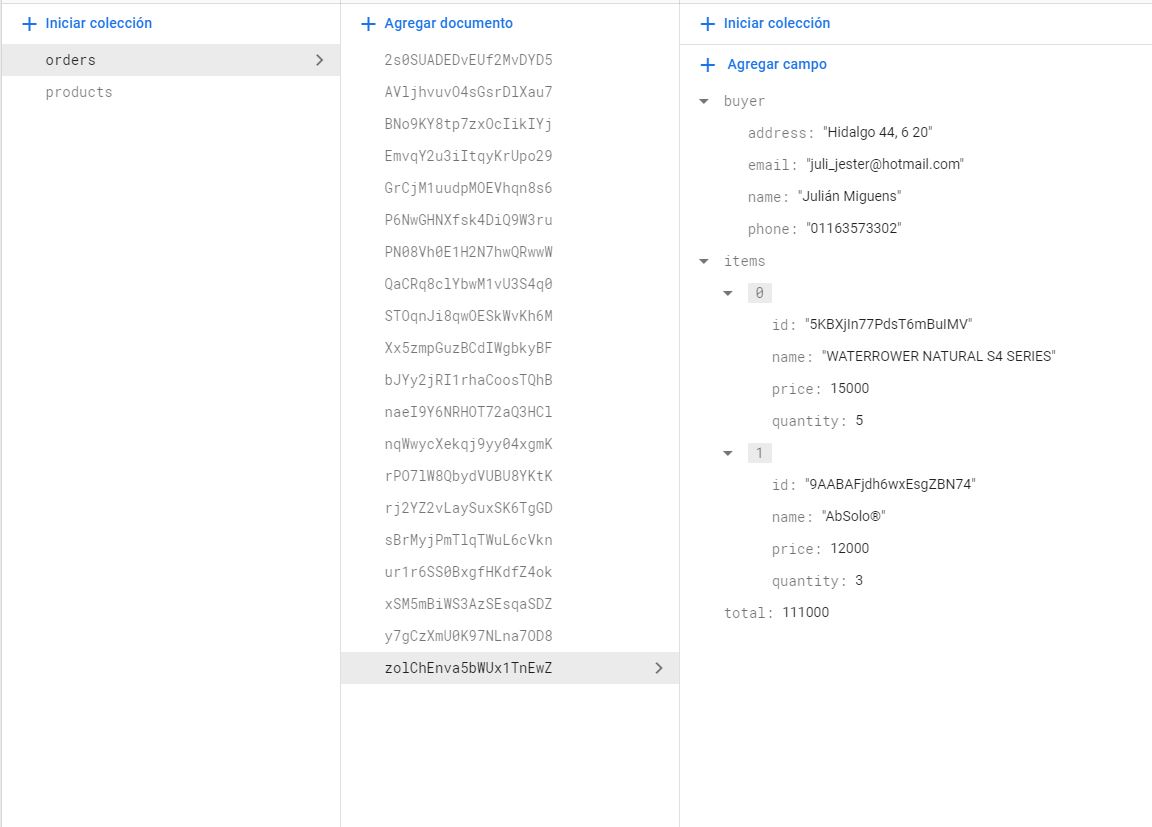 Iniciar colección
orders
products
Agregar documento
2s0SUADEDvEUf2MvDYD5
AVljhvuvO4sGsrDlXau7
BNo9KY8tp7zxOcIikIYj
EmvqY2u3iItqyKrUpo29
GrCjM1uudpMOEVhqn8s6
P6NwGHNXfsk4DiQ9W3ru
PN08Vh0E1H2N7hwQRwwW
QaCRq8clYbwM1vU3S4q0
STOqnJi8qwOESkWvKh6M
Xx5zmpGuzBCdIWgbkyBF
bJYy2jRI1rhaCoosTQhB
naeI9Y6NRHOT72aQ3HCl
nqWwycXekqj9yy04xgmK
rPO7lW8QbydVUBU8YKtK
rj2YZ2vLaySuxSK6TgGD
sBrMyjPmTlqTWuL6cVkn
ur1r6SS0BxgfHKdfZ4ok
xSM5mBiWS3AzSEsqaSDZ
y7gCzXmU0K97NLna7OD8
zolChEnva5bWUx1TnEwZ
Iniciar colección
Agregar campo
buyer
address: "Hidalgo 44, 6 20"
email: "juli_jester@hotmail.com"
name: "Julián Miguens"
phone: "01163573302"
items
0
id: "5KBXjIn77PdsT6mBuIMV"
name: "WATERROWER NATURAL S4 SERIES"
price: 15000
quantity: 5
1
id: "9AABAFjdh6wxEsgZBN74"
name: "AbSolo®"
price: 12000
quantity: 3
total: 111000